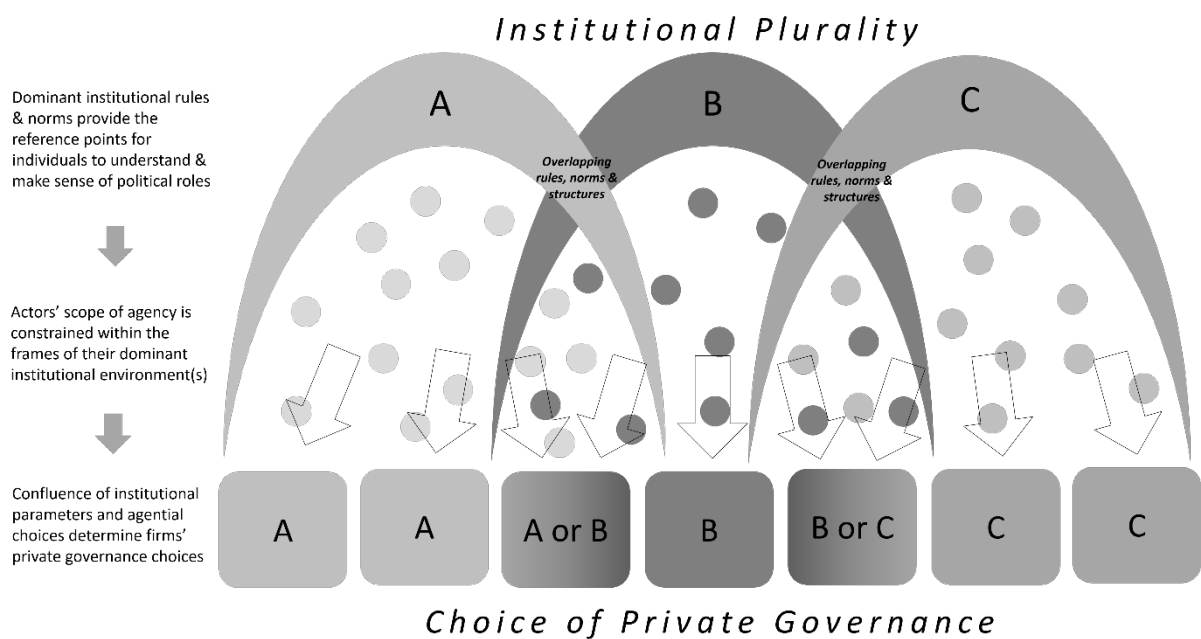 Institutional Plurality
Dominant institutional rules
& norms provide the
reference points for
individuals to understand &
make sense of political roles
A
B
C
Overlapping
rules, norms &
structures
Overlapping
rules, norms &
structures
Actors’ scope of agency is
constrained within the
frames of their dominant
institutional environment(s)
Confluence of institutional
parameters and agential
choices determine firms’
private governance choices
A
A
A or B
B
B or C
C
C
Choice of Private Governance